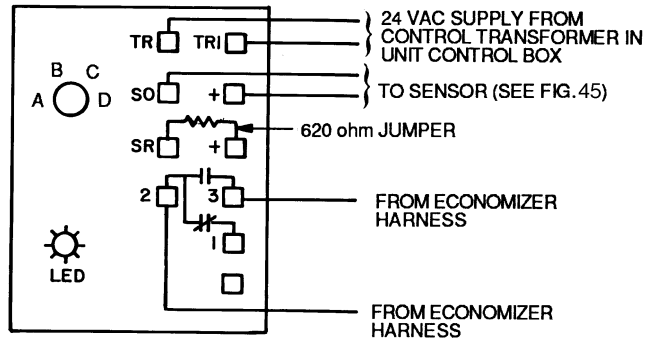 TR TR1
24 VAC SUPPLY FROM
CONTROL TRANSFORMER IN
UNIT CONTROL BOX
B C
A D
SO +
TO SENSOR (SEE FIG.45)
620 ohm JUMPER
SR +
2 3
FROM ECONOMIZER
HARNESS
1
LED
FROM ECONOMIZER
HARNESS